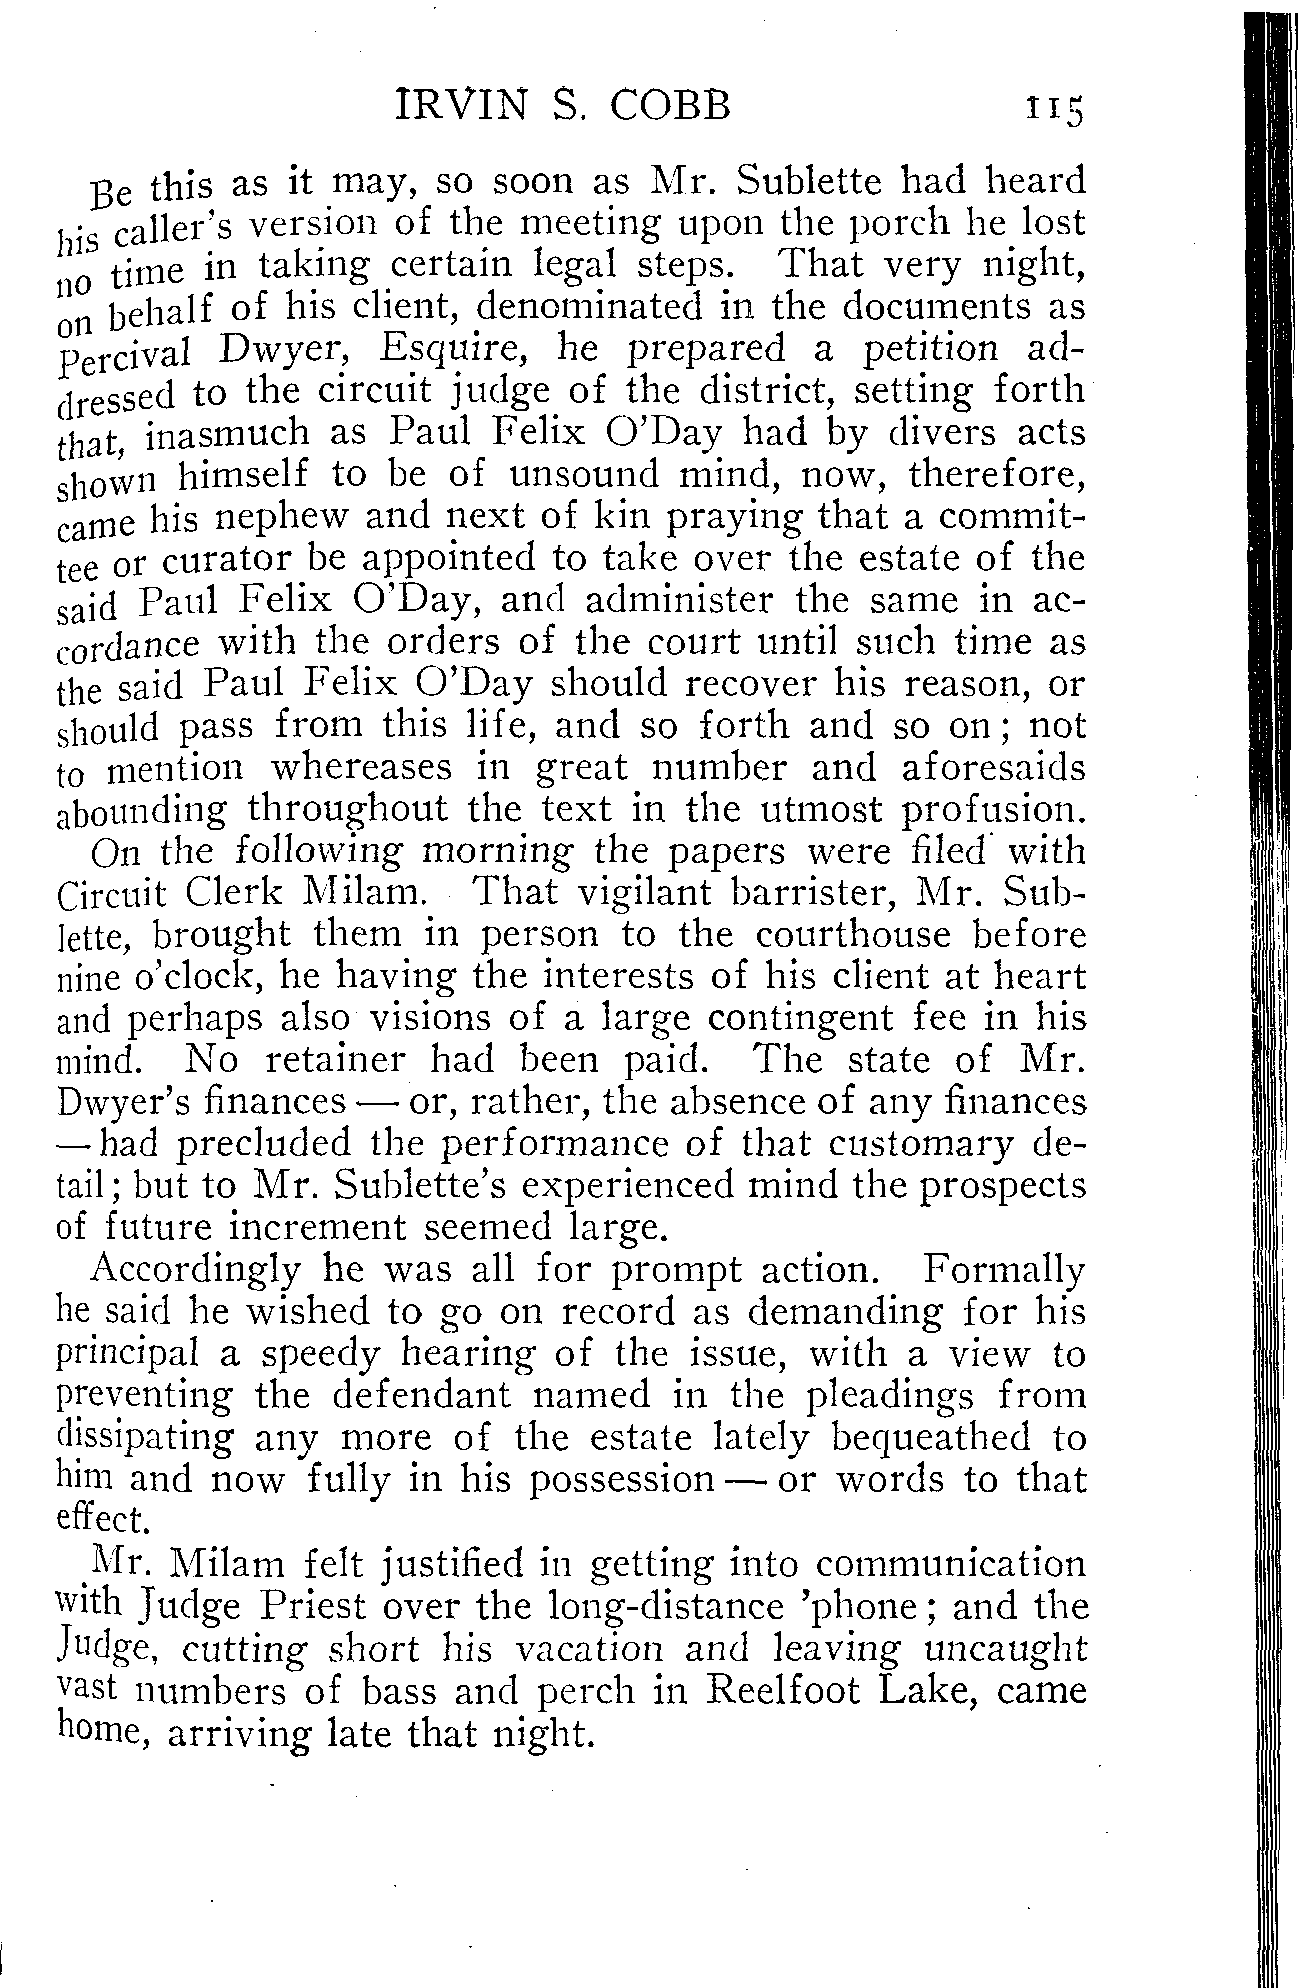 IRVIN S. COBB 115
Be this as it may, so soon as Mr. Sublette had heard
his caller's version of the meeting upon the porch he lost
no time in taking certain legal steps. That very night,
on behalf of his client, denominated in the documents as
Percival Dwyer, Esquire, he prepared a petition ad-
dressed to the circuit judge of the district, setting forth
that, inasmuch as Paul Felix O'Day had by divers acts
shown himself to be of unsound mind, now, therefore,
came his nephew and next of kin praying that a commit-
tee or curator be appointed to take over the estate of the
said Paul Felix O'Day, and administer the same in ac-
cordance with the orders of the court until such time as
the said Paul Felix O'Day should recover his reason, or
should pass from this life, and so forth and so on; not
to mention whereases in great number and aforesaids
abounding throughout the text in the utmost profusion.
On the following morning the papers were filed with
Circuit Clerk Milam. That vigilant barrister, Mr. Sub-
lette, brought them in person to the courthouse before
nine o'clock, he having the interests of his client at heart
and perhaps also visions of a large contingent fee in his
mind. No retainer had been paid. The state of Mr.
Dwyer's finances — or, rather, the absence of any finances
— had precluded the performance of that customary de-
tail; but to Mr. Sublette's experienced mind the prospects
of future increment seemed large.
Accordingly he was all for prompt action. Formally
he said he wished to go on record as demanding for his
principal a speedy hearing of the issue, with a view to
preventing the defendant named in the pleadings from
dissipating any more of the estate lately bequeathed to
him and now fully in his possession — or words to that
effect.
Mr. Milam felt justified in getting into communication
with Judge Priest over the long-distance 'phone; and the
Judge, cutting short his vacation and leaving uncaught
vast numbers of bass and perch in Reelfoot Lake, came
home, arriving late that night.